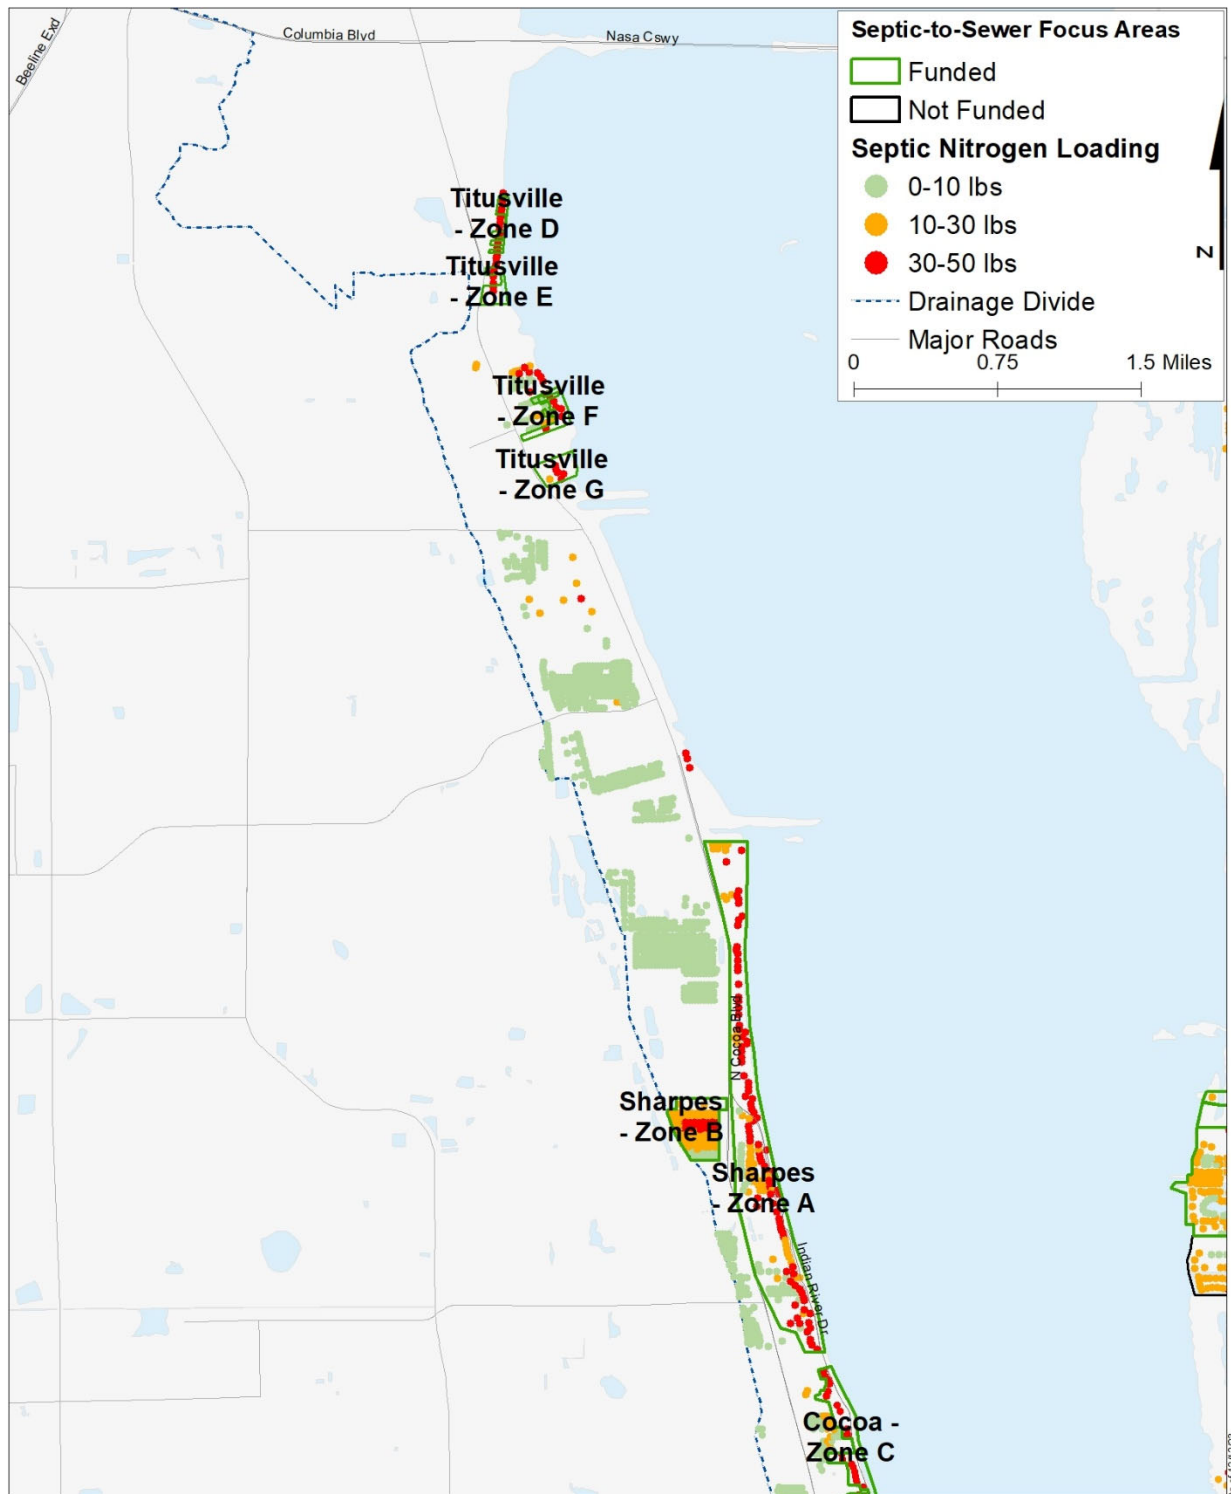 Beeline Exd
Columbia Blvd
Nasa Cswy
Septic-to-Sewer Focus Areas
Funded
Not Funded
Septic Nitrogen Loading
0-10 lbs
10-30 lbs
30-50 lbs
Drainage Divide
Major Roads
0 0.75 1.5 Miles
N
Titusville
- Zone D
Titusville
- Zone E
Titusville
- Zone F
Titusville
- Zone G
N Cocoa Blvd
Sharpes
- Zone B
Sharpes
- Zone A
Indian River Dr
Cocoa -
Zone C